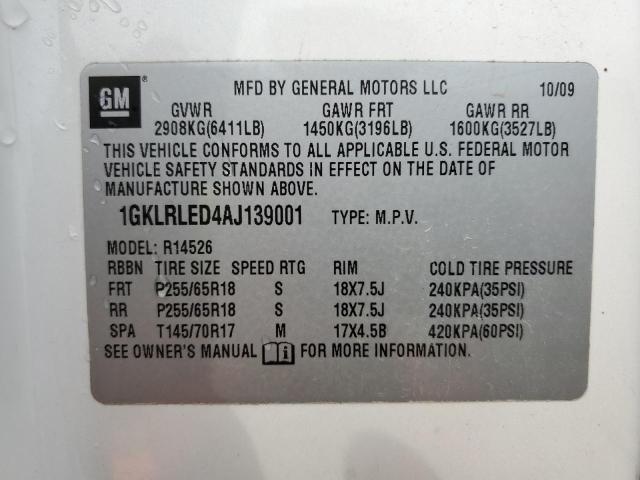 GM ®
MFD BY GENERAL MOTORS LLC 10/09
GVWR GAWR FRT GAWR RR
2908KG(6411LB) 1450KG(3196LB) 1600KG(3527LB)
THIS VEHICLE CONFORMS TO ALL APPLICABLE U.S. FEDERAL MOTOR
VEHICLE SAFETY STANDARDS IN EFFECT ON THE DATE OF
MANUFACTURE SHOWN ABOVE.
1GKLRLED4AJ139001 TYPE: M.P.V.
MODEL: R14526
RBBN TIRE SIZE SPEED RTG RIM COLD TIRE PRESSURE
FRT P255/65R18 S 18X7.5J 240KPA(35PSI)
RR P255/65R18 S 18X7.5J 240KPA(35PSI)
SPA T145/70R17 M 17X4.5B 420KPA(60PSI)
SEE OWNER'S MANUAL i FOR MORE INFORMATION.